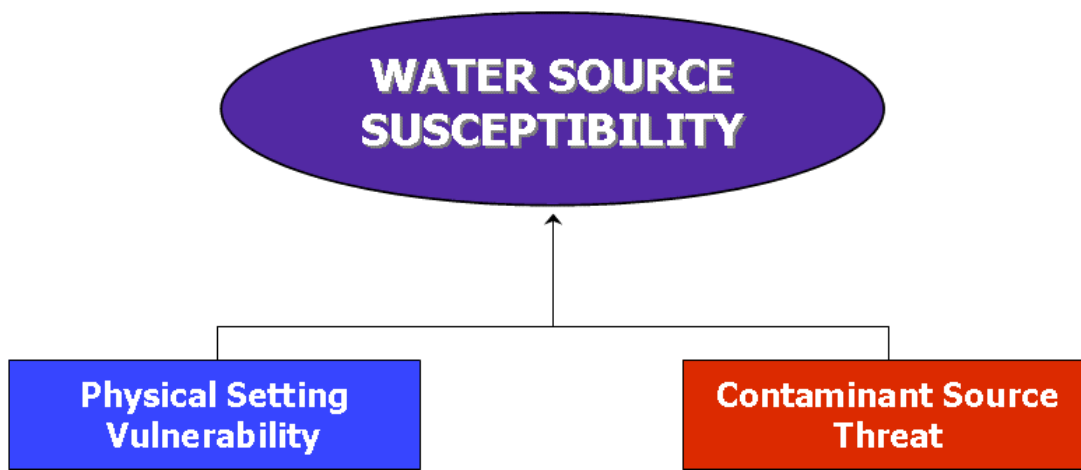 WATER SOURCE
SUSCEPTIBILITY
Physical Setting
Vulnerability
Contaminant Source
Threat